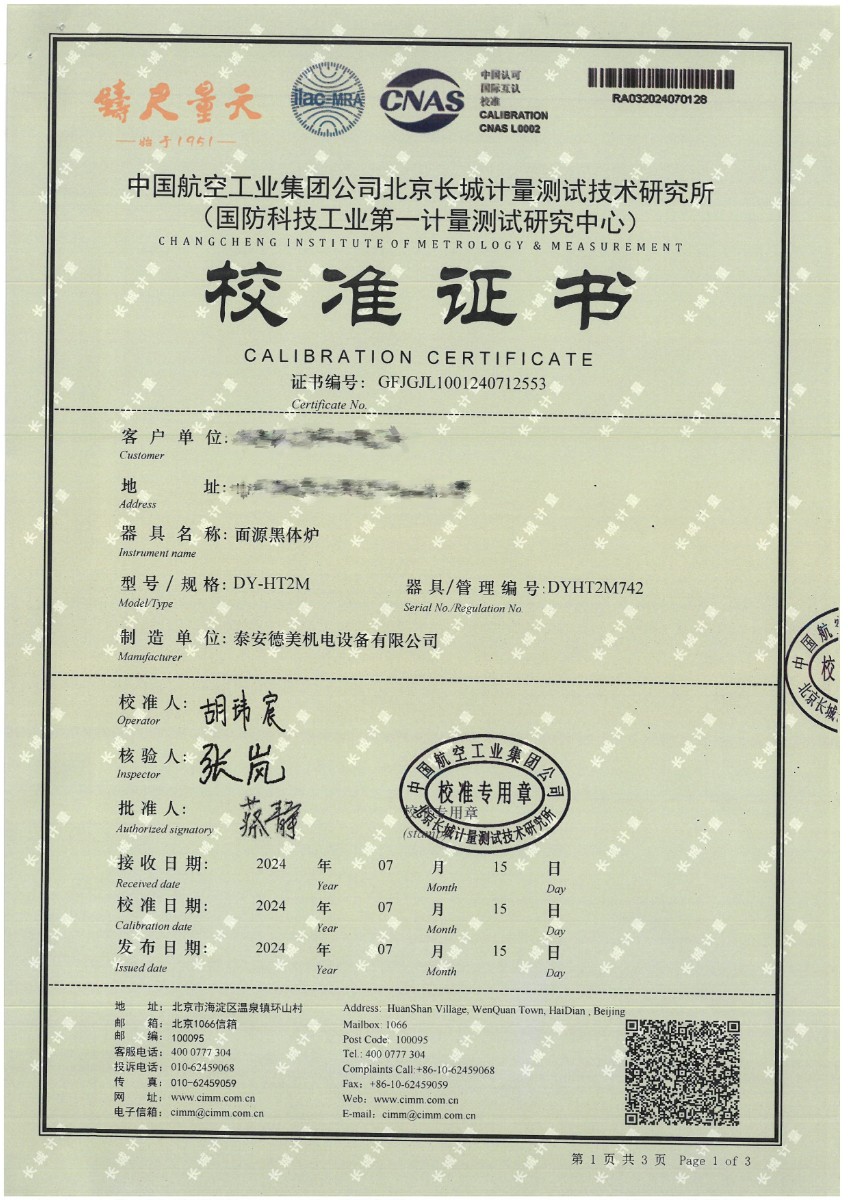 铸尺量天
始于1951
ilac-MRA
CNAS
中国认可
国际互认
校准
CALIBRATION
CNAS L0002
RA032024070128
中国航空工业集团公司北京长城计量测试技术研究所
（国防科技工业第一计量测试研究中心）
CHANGCHENG INSTITUTE OF METROLOGY & MEASUREMENT
校准证书
CALIBRATION CERTIFICATE
证书编号： GFJGJL1001240712553
Certificate No.
客户单位：
Customer
地址：
Address
器具名称：面源黑体炉
Instrument name
型号/规格：DY-HT2M 器具/管理编号：DYHT2M742
Model/Type Serial No./Regulation No
制造单位：泰安德美机电设备有限公司
Manufacturer
校准人：胡玮宸
Operator
核验人：张岚
Inspector
批准人：蔡静
Authorized signatory
中国航空工业集团公司
校准专用章
北京长城计量测试技术研究所
校准专用章
接收日期： 2024 年 07 月 15 日
Received date Year Month Day
校准日期： 2024 年 07 月 15 日
Calibration date Year Month Day
发布日期： 2024 年 07 月 15 日
Issued date Year Month Day
地址：北京市海淀区温泉镇环山村 Address: HuanShan Village, WenQuan Town, HaiDian , Beijing
邮箱：北京1066信箱 Mailbox: 1066
邮编：100095 Post Code: 100095
客服电话：400 0777 304 Tel.: 400 0777 304
投诉电话：010-62459068 Complaints Call:+86-10-62459068
传真：010-62459059 Fax: +86-10-62459059
网址：www.cimm.com.cn Web: www.cimm.com.cn
电子信箱：cimm@cimm.com.cn E-mail: cimm@cimm.com.cn
第 1 页 共 3 页 Page 1 of 3
长城计量